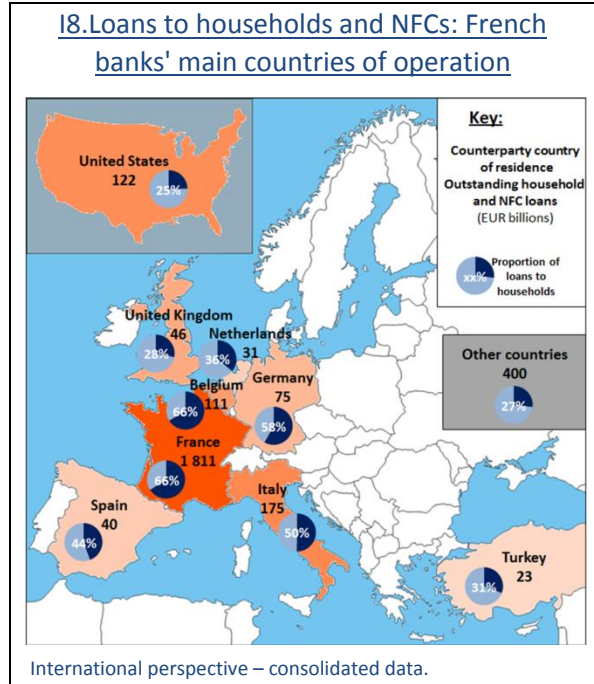 I8.Loans to households and NFCs: French
banks' main countries of operation
Key:
Counterparty country
of residence
Outstanding household
and NFC loans
(EUR billions)
xx%
Proportion of
loans to
households
United States
122
25%
United Kingdom
46
28%
Netherlands
31
36%
Belgium
111
66%
Germany
75
58%
Other countries
400
27%
France
1 811
66%
Italy
175
50%
Spain
40
44%
Turkey
23
31%
International perspective – consolidated data.